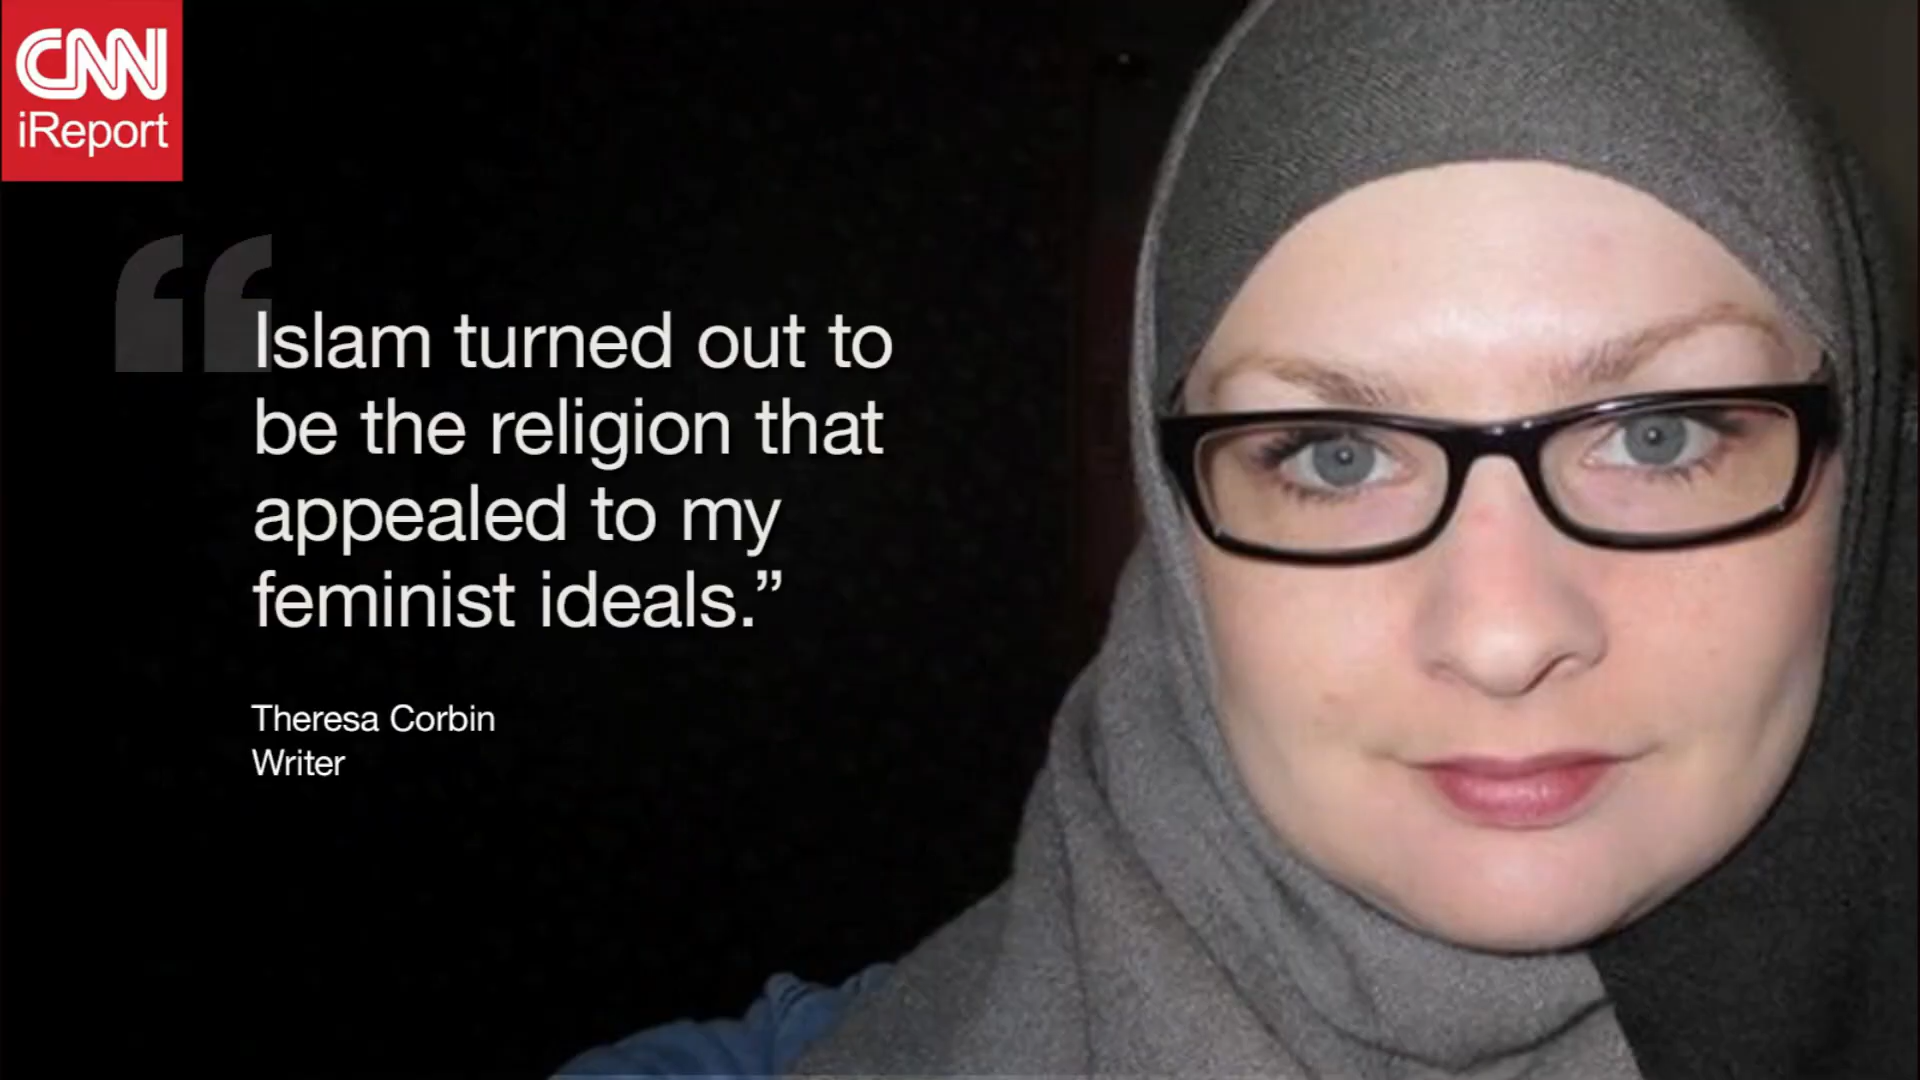 CNN
iReport
“Islam turned out to
be the religion that
appealed to my
feminist ideals.”
Theresa Corbin
Writer